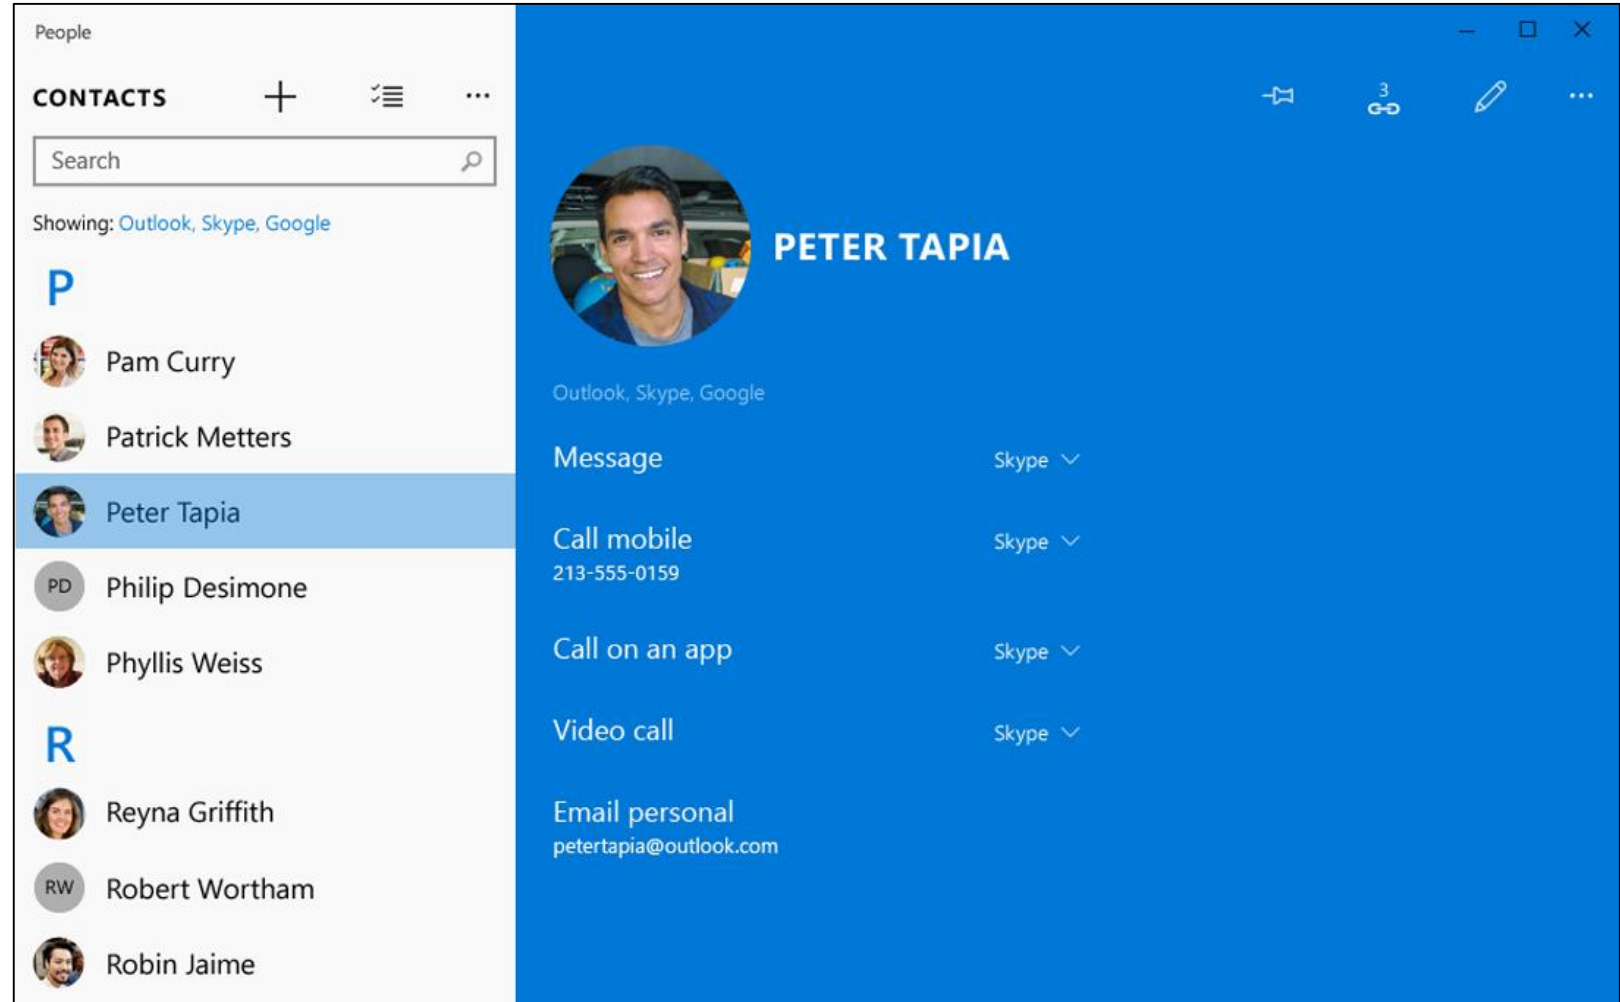 People
CONTACTS
Search
Showing: Outlook, Skype, Google
P
Pam Curry
Patrick Metters
Peter Tapia
PD Philip Desimone
Phyllis Weiss
R
Reyna Griffith
RW Robert Wortham
Robin Jaime
3
PETER TAPIA
Outlook, Skype, Google
Message Skype
Call mobile Skype
213-555-0159
Call on an app Skype
Video call Skype
Email personal
petertapia@outlook.com